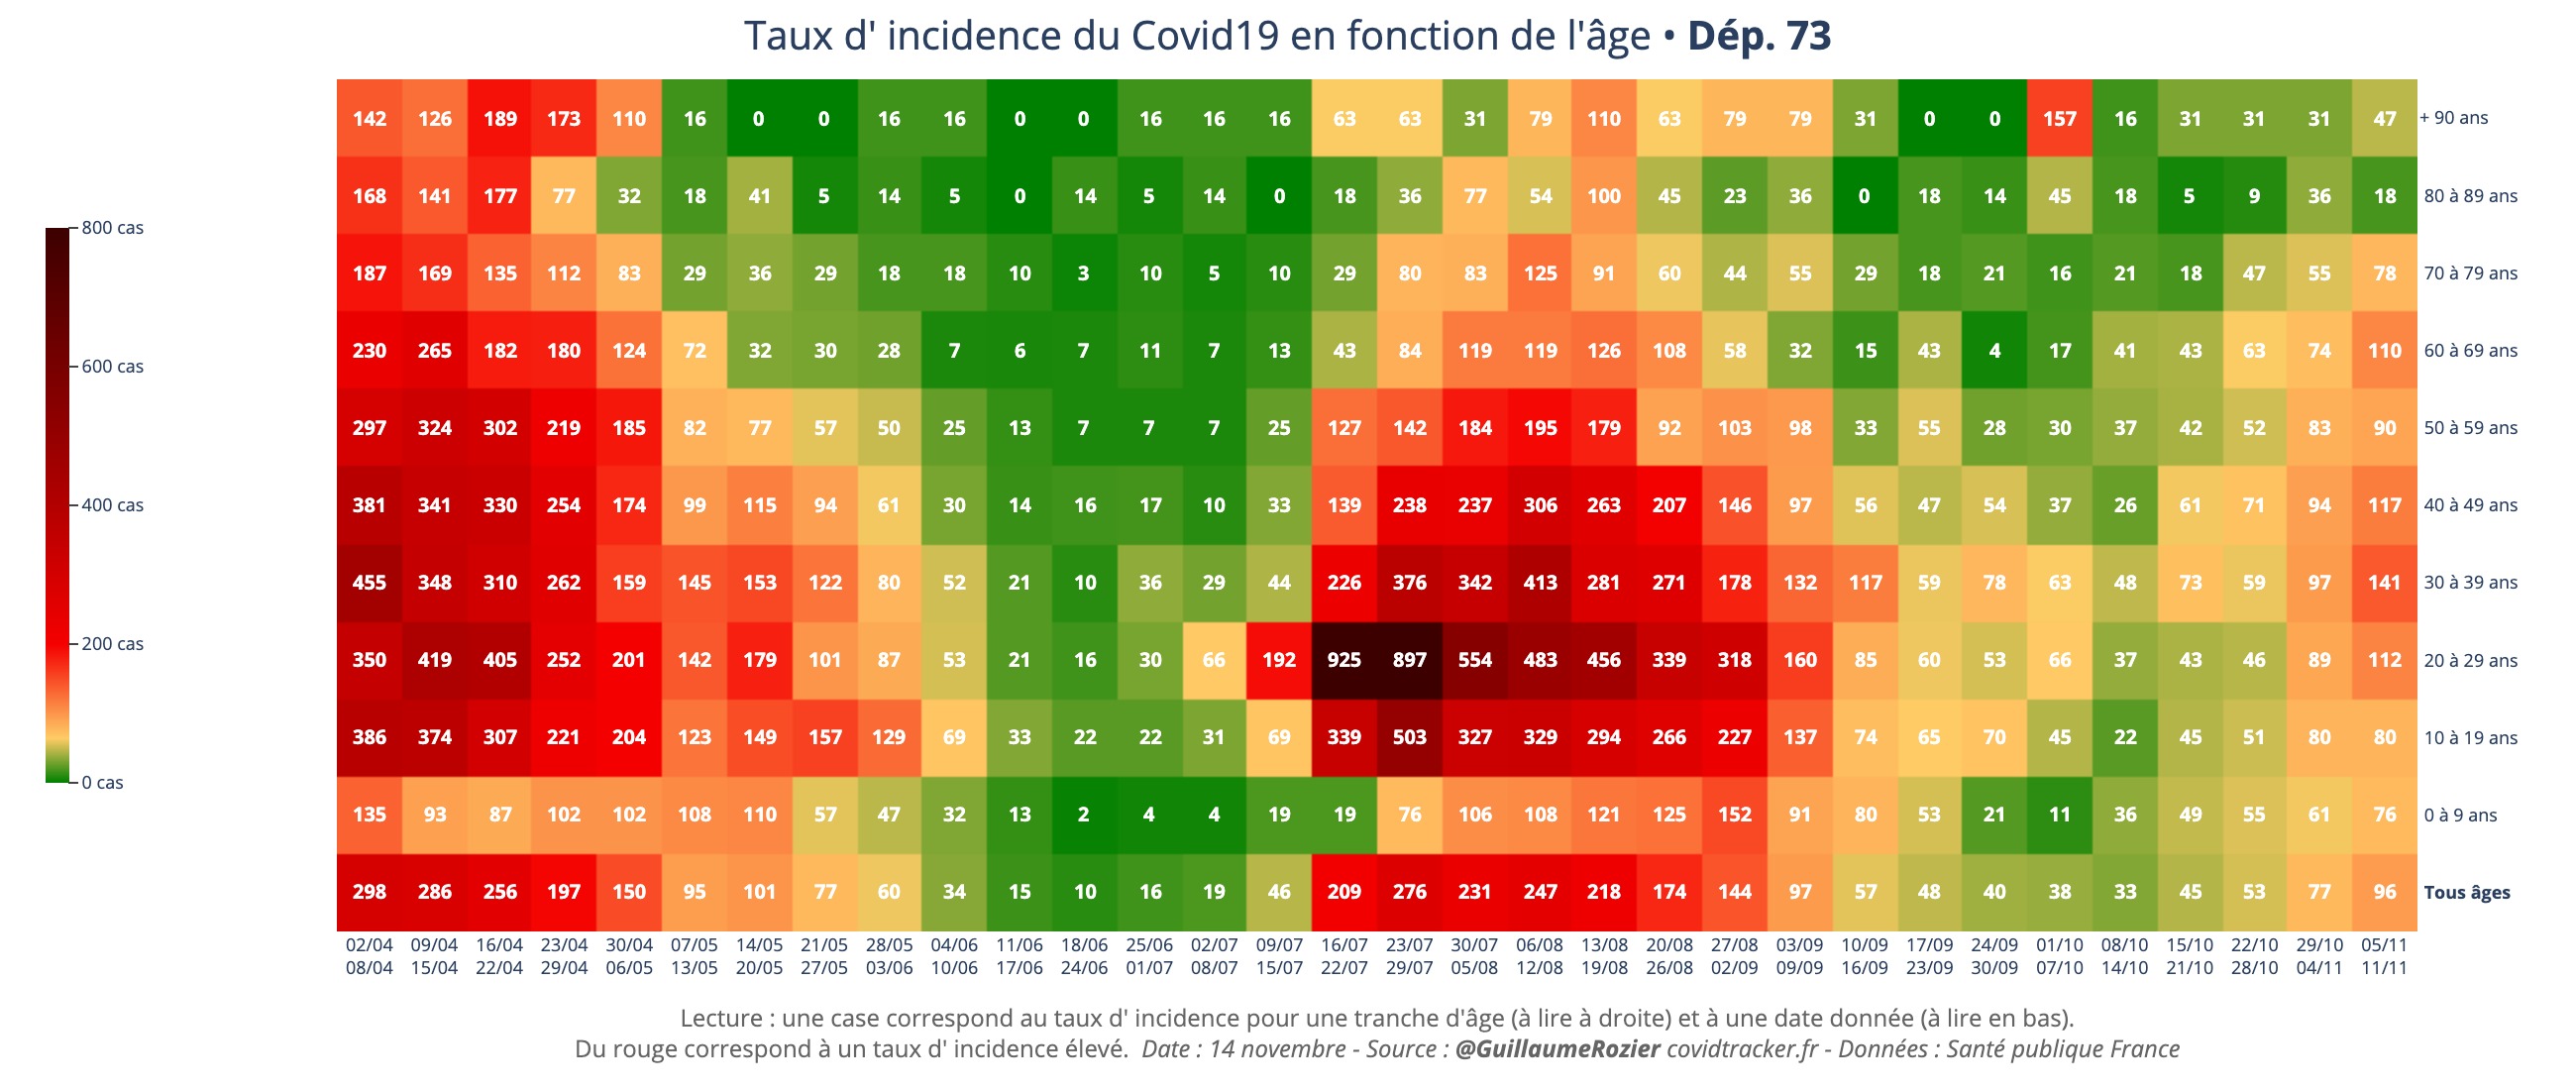 Taux d' incidence du Covid19 en fonction de l'âge • Dép. 73
142 126 189 173 110 16 0 0 16 16 0 0 16 16 16 63 63 31 79 110 63 79 79 31 0 0 157 16 31 31 31 47 + 90 ans
168 141 177 77 32 18 41 5 14 5 0 14 5 14 0 18 36 77 54 100 45 23 36 0 18 14 45 18 5 9 36 18 80 à 89 ans
800 cas
187 169 135 112 83 29 36 29 18 18 10 3 10 5 10 29 80 83 125 91 60 44 55 29 18 21 16 21 18 47 55 78 70 à 79 ans
230 265 182 180 124 72 32 30 28 7 6 7 11 7 13 43 84 119 119 126 108 58 32 15 43 4 17 41 43 63 74 110 60 à 69 ans
600 cas
297 324 302 219 185 82 77 57 50 25 13 7 7 7 25 127 142 184 195 179 92 103 98 33 55 28 30 37 42 52 83 90 50 à 59 ans
400 cas
381 341 330 254 174 99 115 94 61 30 14 16 17 10 33 139 238 237 306 263 207 146 97 56 47 54 37 26 61 71 94 117 40 à 49 ans
455 348 310 262 159 145 153 122 80 52 21 10 36 29 44 226 376 342 413 281 271 178 132 117 59 78 63 48 73 59 97 141 30 à 39 ans
200 cas
350 419 405 252 201 142 179 101 87 53 21 16 30 66 192 925 897 554 483 456 339 318 160 85 60 53 66 37 43 46 89 112 20 à 29 ans
386 374 307 221 204 123 149 157 129 69 33 22 22 31 69 339 503 327 329 294 266 227 137 74 65 70 45 22 45 51 80 80 10 à 19 ans
0 cas
135 93 87 102 102 108 110 57 47 32 13 2 4 4 19 19 76 106 108 121 125 152 91 80 53 21 11 36 49 55 61 76 0 à 9 ans
298 286 256 197 150 95 101 77 60 34 15 10 16 19 46 209 276 231 247 218 174 144 97 57 48 40 38 33 45 53 77 96 Tous âges
02/04 09/04 16/04 23/04 30/04 07/05 14/05 21/05 28/05 04/06 11/06 18/06 25/06 02/07 09/07 16/07 23/07 30/07 06/08 13/08 20/08 27/08 03/09 10/09 17/09 24/09 01/10 08/10 15/10 22/10 29/10 05/11
08/04 15/04 22/04 29/04 06/05 13/05 20/05 27/05 03/06 10/06 17/06 24/06 01/07 08/07 15/07 22/07 29/07 05/08 12/08 19/08 26/08 02/09 09/09 16/09 23/09 30/09 07/10 14/10 21/10 28/10 04/11 11/11
Lecture : une case correspond au taux d' incidence pour une tranche d'âge (à lire à droite) et à une date donnée (à lire en bas).
Du rouge correspond à un taux d' incidence élevé. Date : 14 novembre - Source : @GuillaumeRozier covidtracker.fr - Données : Santé publique France